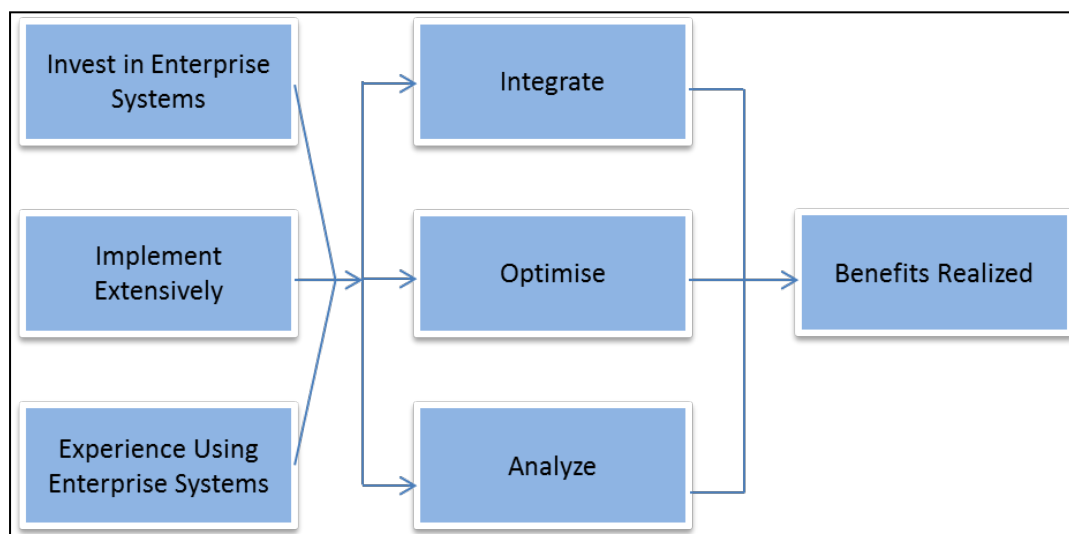 Invest in Enterprise
Systems
Integrate
Implement
Extensively
Optimise
Benefits Realized
Experience Using
Enterprise Systems
Analyze